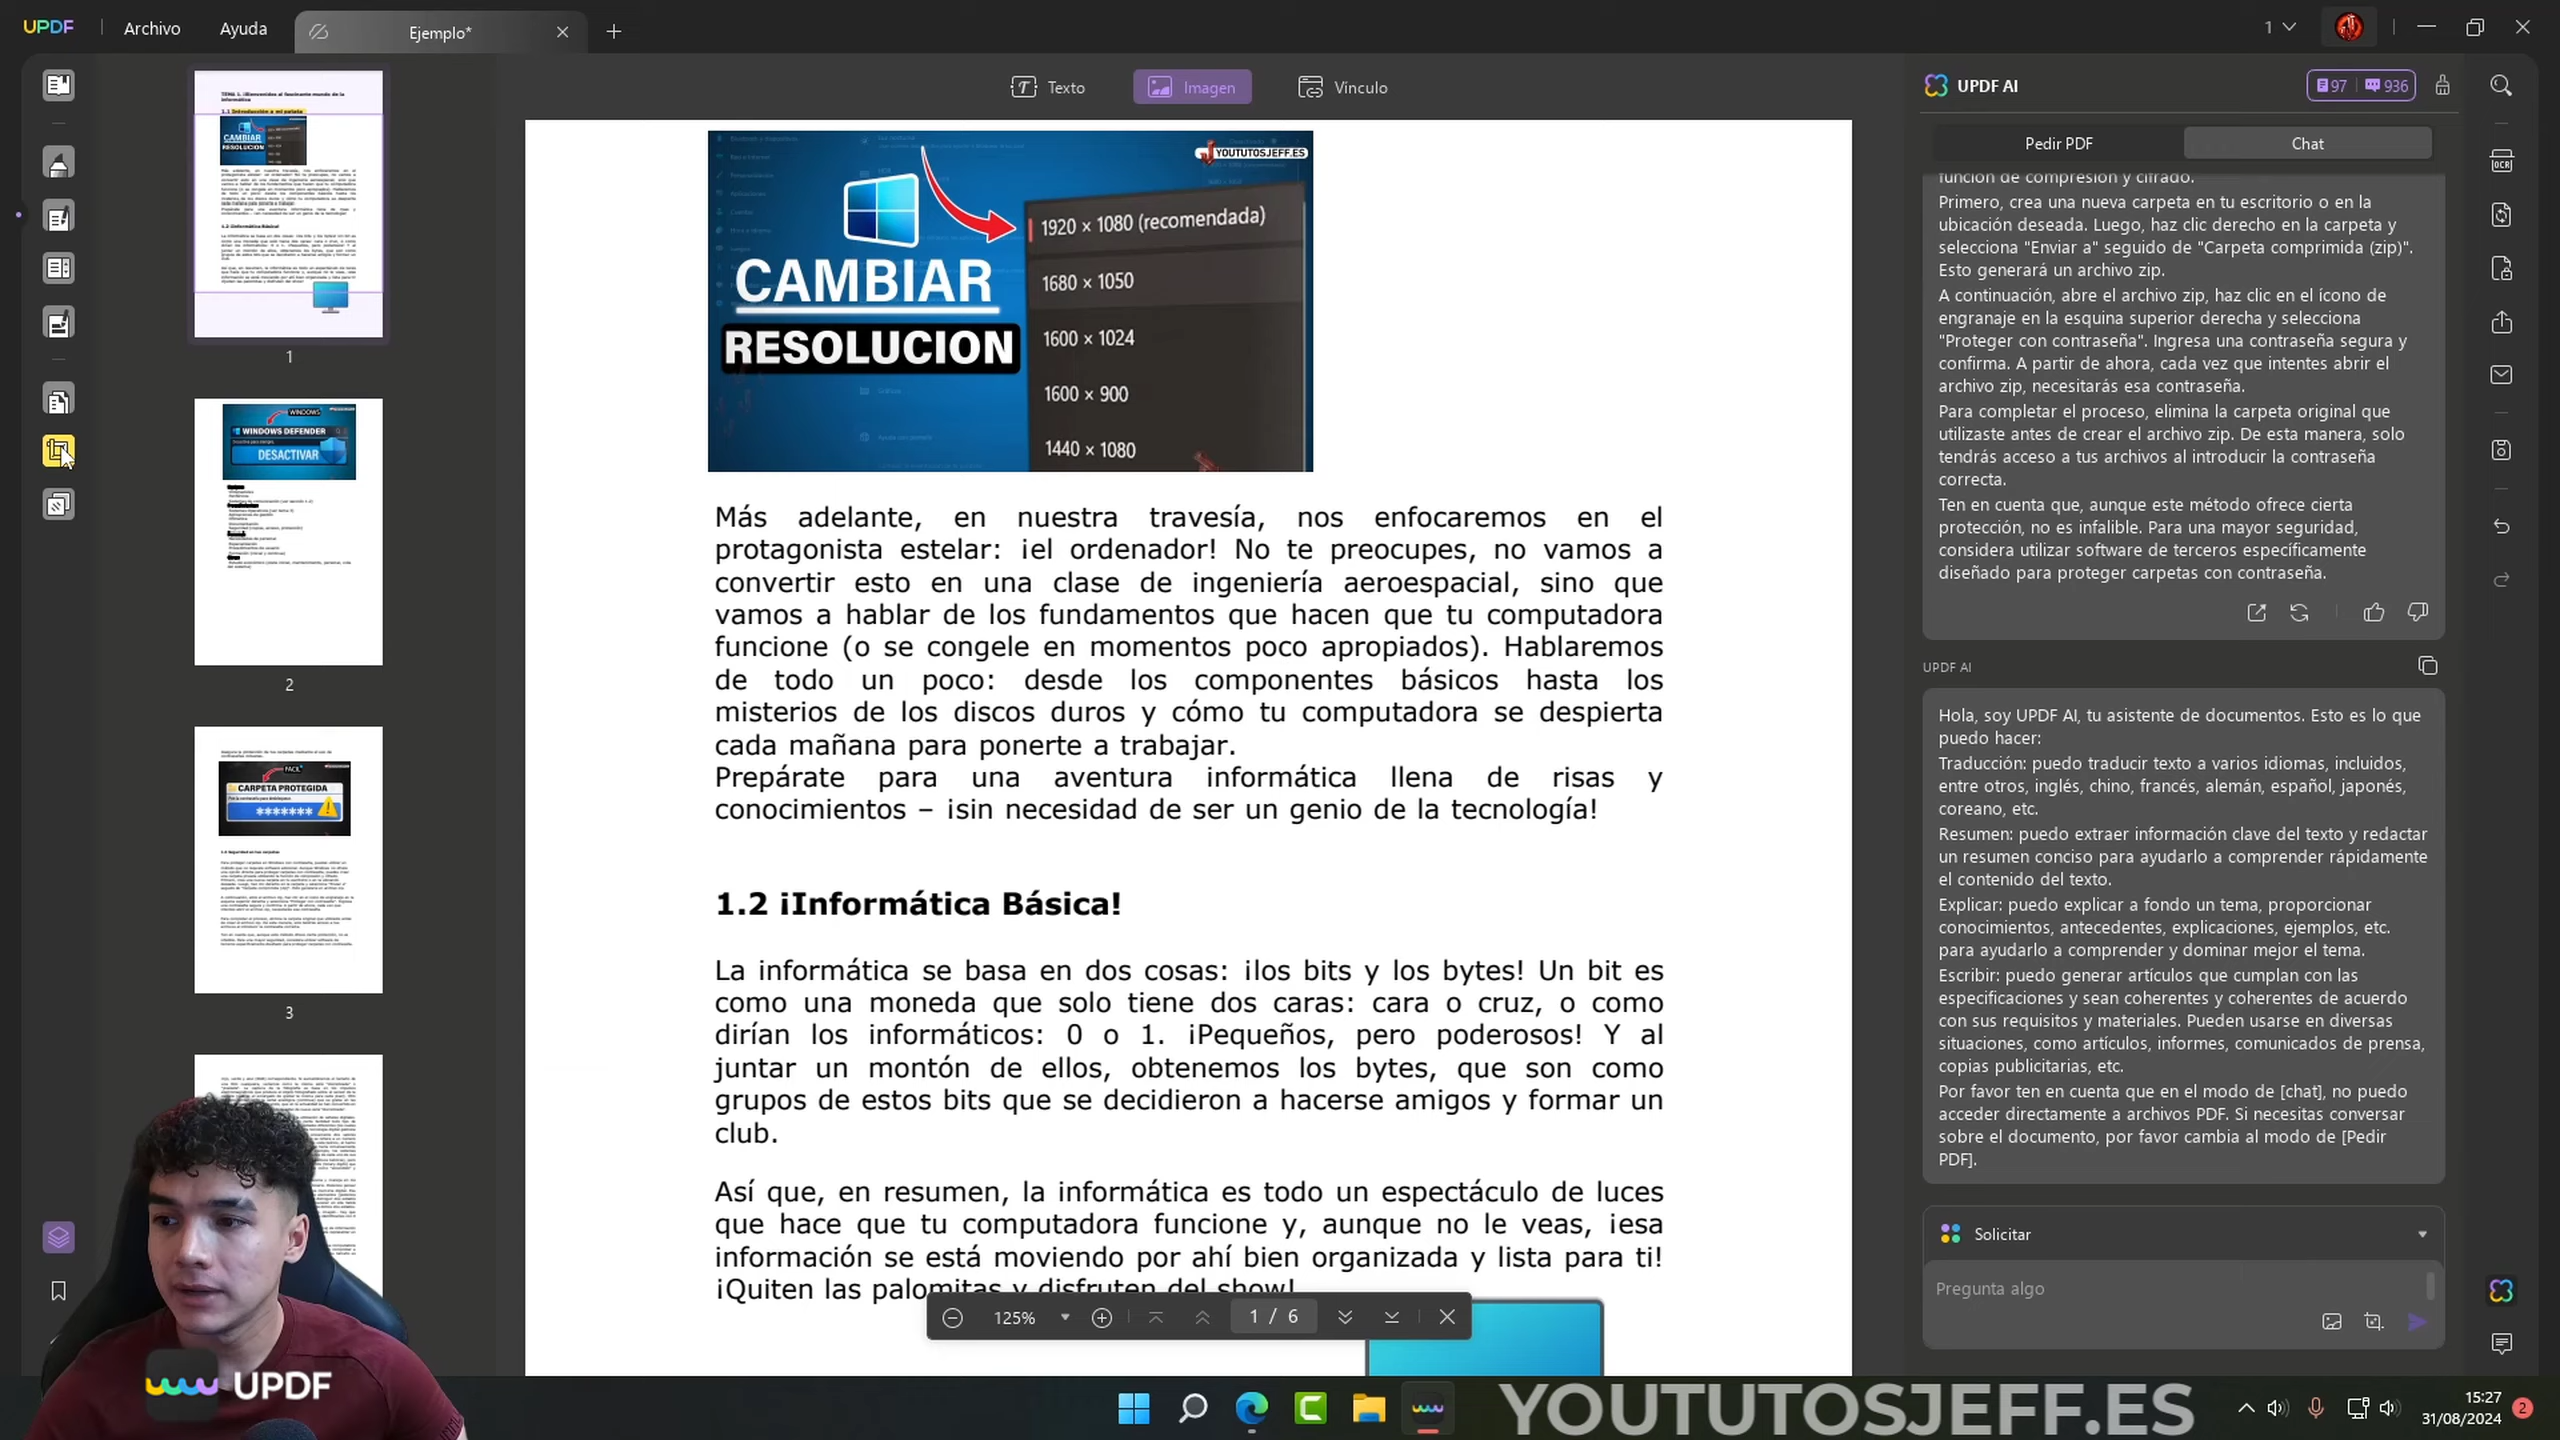 UPDF
Archivo
Ayuda
Ejemplo*
1
Texto
Imagen
Vínculo
UPDF AI
97
936
Pedir PDF
Chat
1
WINDOWS
WINDOWS DEFENDER
DESACTIVAR
2
FACIL
CARPETA PROTEGIDA
*******
3
YOUTUTOSJEFF.ES
CAMBIAR
RESOLUCION
1920 × 1080 (recomendada)
1680 × 1050
1600 × 1024
1600 × 900
1440 × 1080
Más adelante, en nuestra travesía, nos enfocaremos en el
protagonista estelar: ¡el ordenador! No te preocupes, no vamos a
convertir esto en una clase de ingeniería aeroespacial, sino que
vamos a hablar de los fundamentos que hacen que tu computadora
funcione (o se congele en momentos poco apropiados). Hablaremos
de todo un poco: desde los componentes básicos hasta los
misterios de los discos duros y cómo tu computadora se despierta
cada mañana para ponerte a trabajar.
Prepárate para una aventura informática llena de risas y
conocimientos – ¡sin necesidad de ser un genio de la tecnología!
1.2 ¡Informática Básica!
La informática se basa en dos cosas: ¡los bits y los bytes! Un bit es
como una moneda que solo tiene dos caras: cara o cruz, o como
dirían los informáticos: 0 o 1. ¡Pequeños, pero poderosos! Y al
juntar un montón de ellos, obtenemos los bytes, que son como
grupos de estos bits que se decidieron a hacerse amigos y formar un
club.
Así que, en resumen, la informática es todo un espectáculo de luces
que hace que tu computadora funcione y, aunque no le veas, ¡esa
información se está moviendo por ahí bien organizada y lista para ti!
¡Quiten las palomitas y disfruten del show!
125%
1 / 6
función de compresión y cifrado.
Primero, crea una nueva carpeta en tu escritorio o en la
ubicación deseada. Luego, haz clic derecho en la carpeta y
selecciona "Enviar a" seguido de "Carpeta comprimida (zip)".
Esto generará un archivo zip.
A continuación, abre el archivo zip, haz clic en el ícono de
engranaje en la esquina superior derecha y selecciona
"Proteger con contraseña". Ingresa una contraseña segura y
confirma. A partir de ahora, cada vez que intentes abrir el
archivo zip, necesitarás esa contraseña.
Para completar el proceso, elimina la carpeta original que
utilizaste antes de crear el archivo zip. De esta manera, solo
tendrás acceso a tus archivos al introducir la contraseña
correcta.
Ten en cuenta que, aunque este método ofrece cierta
protección, no es infalible. Para una mayor seguridad,
considera utilizar software de terceros específicamente
diseñado para proteger carpetas con contraseña.
UPDF AI
Hola, soy UPDF AI, tu asistente de documentos. Esto es lo que
puedo hacer:
Traducción: puedo traducir texto a varios idiomas, incluidos,
entre otros, inglés, chino, francés, alemán, español, japonés,
coreano, etc.
Resumen: puedo extraer información clave del texto y redactar
un resumen conciso para ayudarlo a comprender rápidamente
el contenido del texto.
Explicar: puedo explicar a fondo un tema, proporcionar
conocimientos, antecedentes, explicaciones, ejemplos, etc.
para ayudarlo a comprender y dominar mejor el tema.
Escribir: puedo generar artículos que cumplan con las
especificaciones y sean coherentes y coherentes de acuerdo
con sus requisitos y materiales. Pueden usarse en diversas
situaciones, como artículos, informes, comunicados de prensa,
copias publicitarias, etc.
Por favor ten en cuenta que en el modo de [chat], no puedo
acceder directamente a archivos PDF. Si necesitas conversar
sobre el documento, por favor cambia al modo de [Pedir
PDF].
Solicitar
Pregunta algo
OCR
UPDF
YOUTUTOSJEFF.ES
15:27
31/08/2024
2